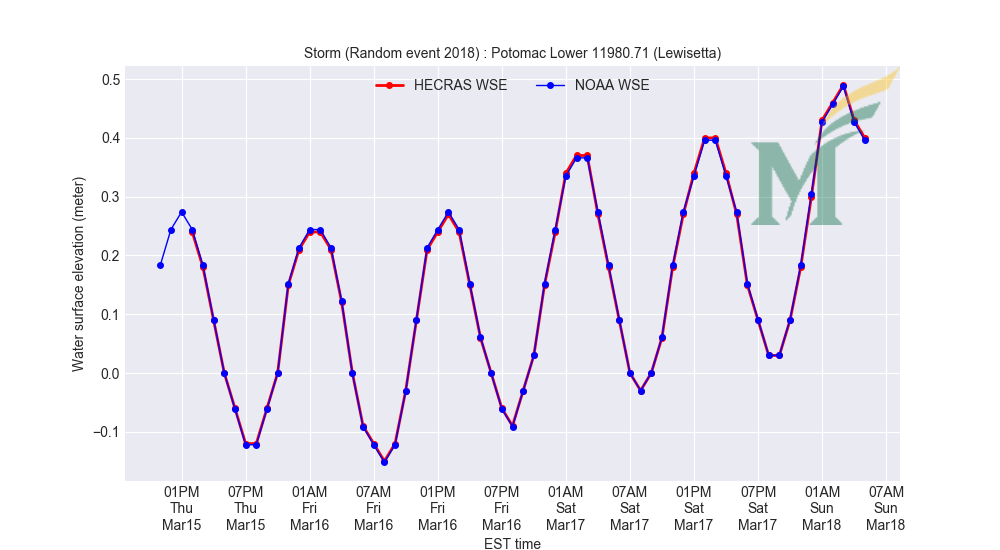 Storm (Random event 2018) : Potomac Lower 11980.71 (Lewisetta)
HECRAS WSE NOAA WSE
Water surface elevation (meter)
0.5
0.4
0.3
0.2
0.1
0.0
−0.1
01PM 07PM 01AM 07AM 01PM 07PM 01AM 07AM 01PM 07PM 01AM 07AM
Thu Thu Fri Fri Fri Fri Sat Sat Sat Sat Sun Sun
Mar15 Mar15 Mar16 Mar16 Mar16 Mar16 Mar17 Mar17 Mar17 Mar17 Mar18 Mar18
EST time
M